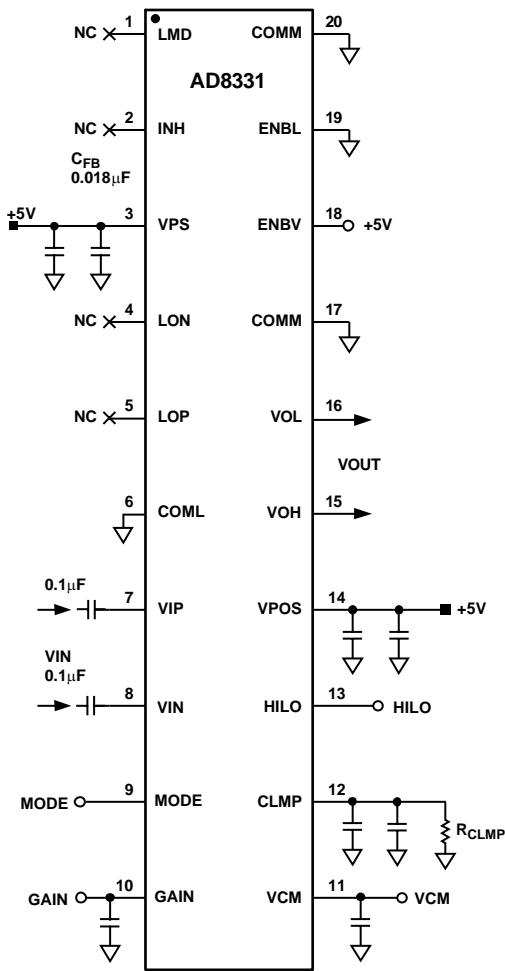 AD8331
NC 1 LMD COMM 20
NC 2 INH ENBL 19
CFB
0.018μF
+5V 3 VPS ENBV 18 +5V
NC 4 LON COMM 17
NC 5 LOP VOL 16
VOUT
6 COML VOH 15
0.1μF
7 VIP VPOS 14 +5V
VIN
0.1μF
8 VIN HILO 13 HILO
MODE 9 MODE CLMP 12
RCLMP
GAIN 10 GAIN VCM 11 VCM